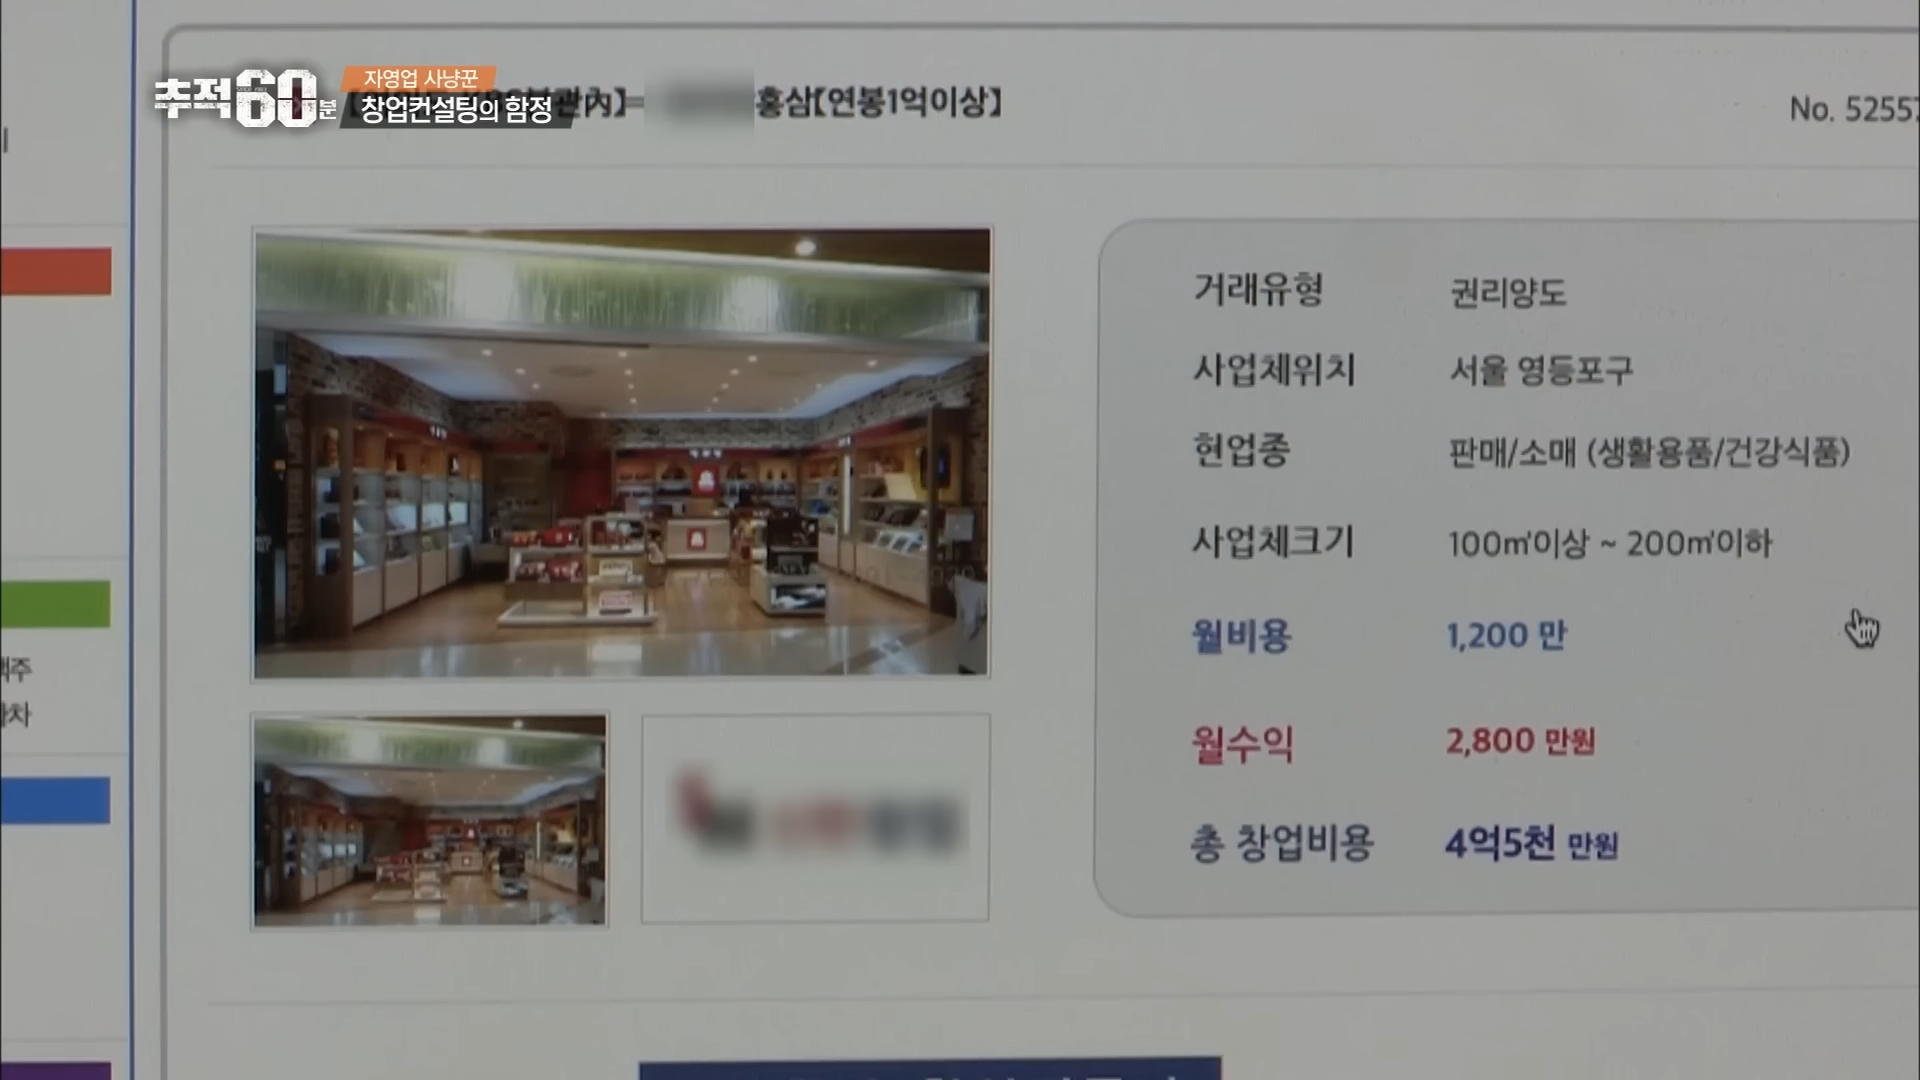 추적60분
자영업 사냥꾼
창업컨설팅의 함정
홍삼【연봉1억이상】
No. 52557
거래유형 권리양도
사업체위치 서울 영등포구
현업종 판매/소매 (생활용품/건강식품)
사업체크기 100㎡이상 ~ 200㎡이하
월비용 1,200 만
월수익 2,800 만원
총 창업비용 4억5천 만원